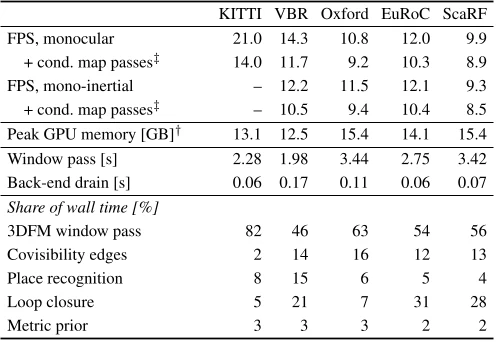 KITTI VBR Oxford EuRoC ScaRF
FPS, monocular 21.0 14.3 10.8 12.0 9.9
+ cond. map passes‡ 14.0 11.7 9.2 10.3 8.9
FPS, mono-inertial – 12.2 11.5 12.1 9.3
+ cond. map passes‡ – 10.5 9.4 10.4 8.5
Peak GPU memory [GB]† 13.1 12.5 15.4 14.1 15.4
Window pass [s] 2.28 1.98 3.44 2.75 3.42
Back-end drain [s] 0.06 0.17 0.11 0.06 0.07
Share of wall time [%]
3DFM window pass 82 46 63 54 56
Covisibility edges 2 14 16 12 13
Place recognition 8 15 6 5 4
Loop closure 5 21 7 31 28
Metric prior 3 3 3 2 2